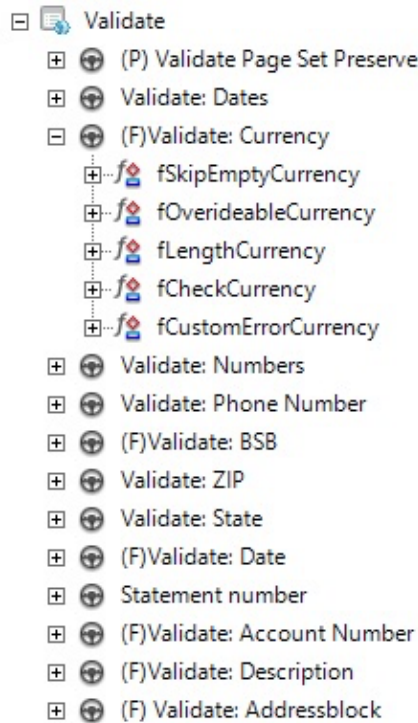 Validate
(P) Validate Page Set Preserve
Validate: Dates
(F)Validate: Currency
fSkipEmptyCurrency
fOverideableCurrency
fLengthCurrency
fCheckCurrency
fCustomErrorCurrency
Validate: Numbers
Validate: Phone Number
(F)Validate: BSB
Validate: ZIP
Validate: State
(F)Validate: Date
Statement number
(F)Validate: Account Number
(F)Validate: Description
(F) Validate: Addressblock